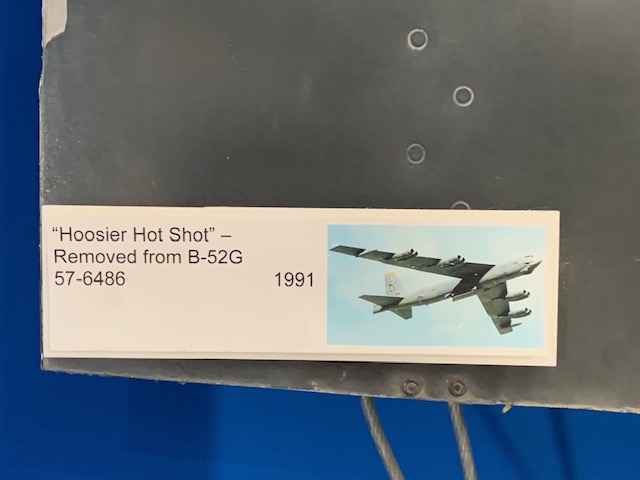 “Hoosier Hot Shot” –
Removed from B-52G
57-6486 1991